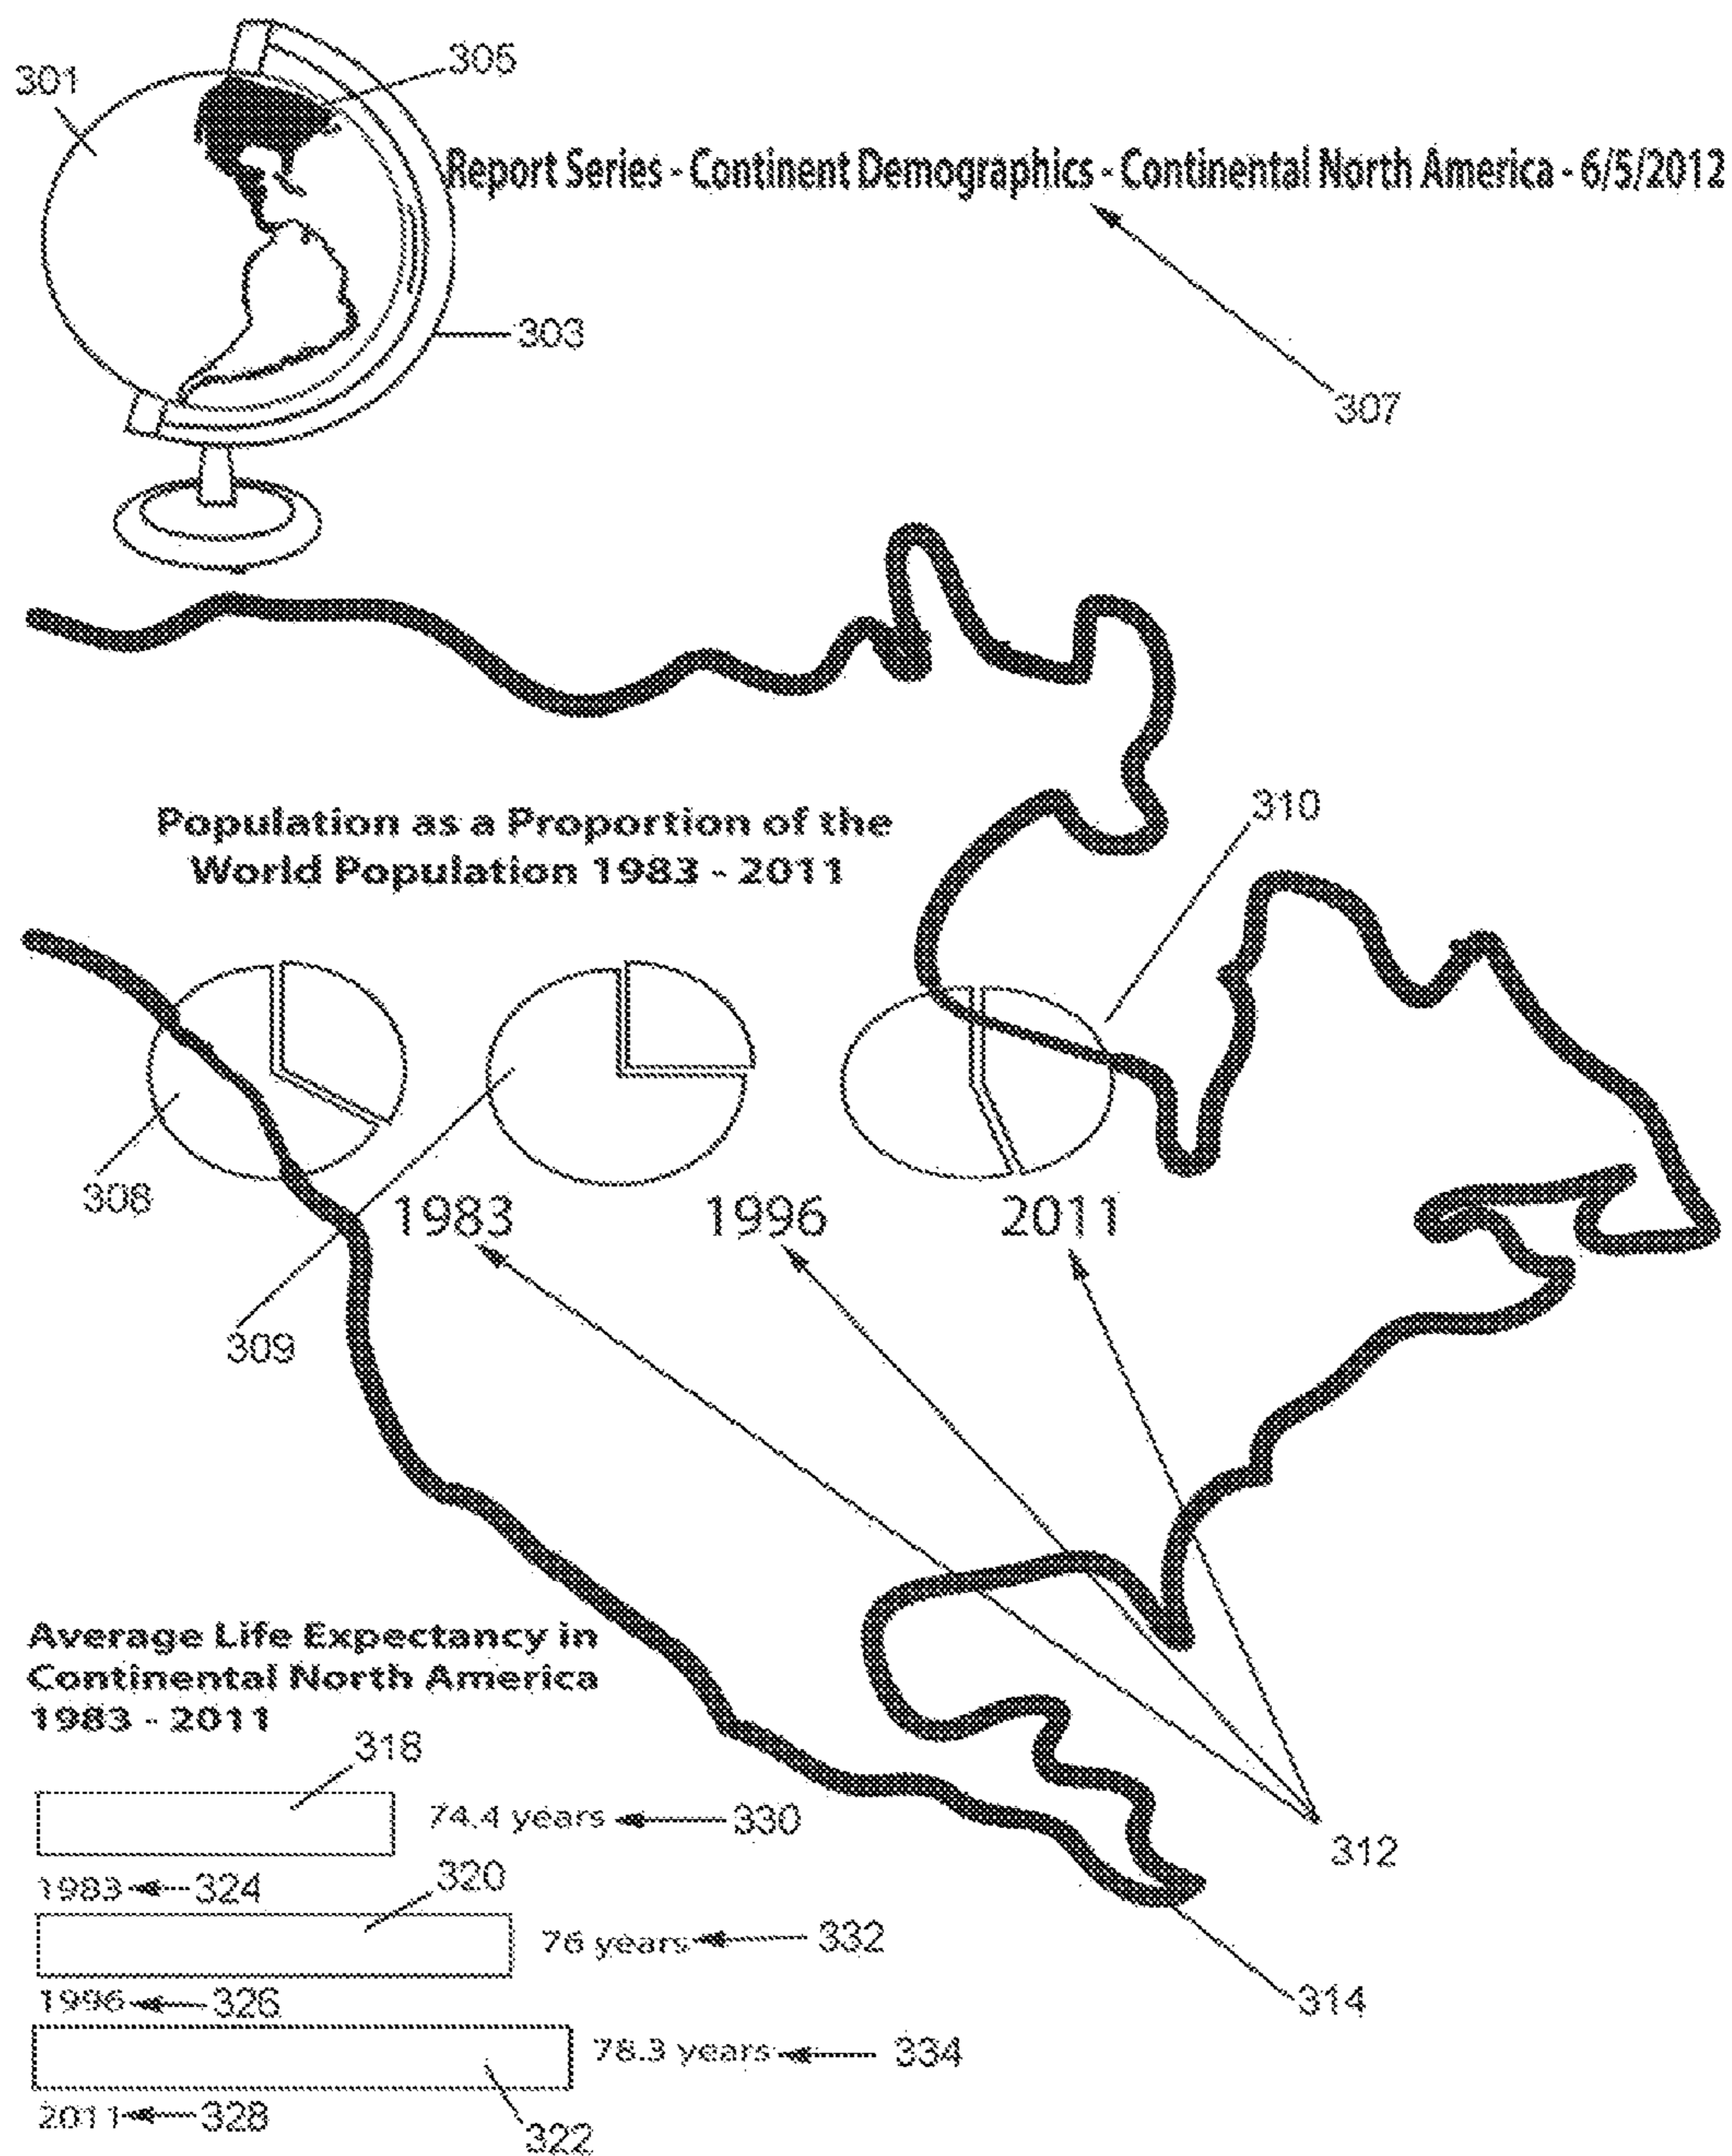 305
301
Report Series - Continent Demographics - Continental North America - 6/5/2012
303
307
Population as a Proportion of the
World Population 1983 - 2011
310
308
1983 1996 2011
309
Average Life Expectancy in
Continental North America
1983 - 2011
318
74.4 years 330
312
1983 324 320
76 years 332
1996 326
314
78.3 years 334
2011 328
322